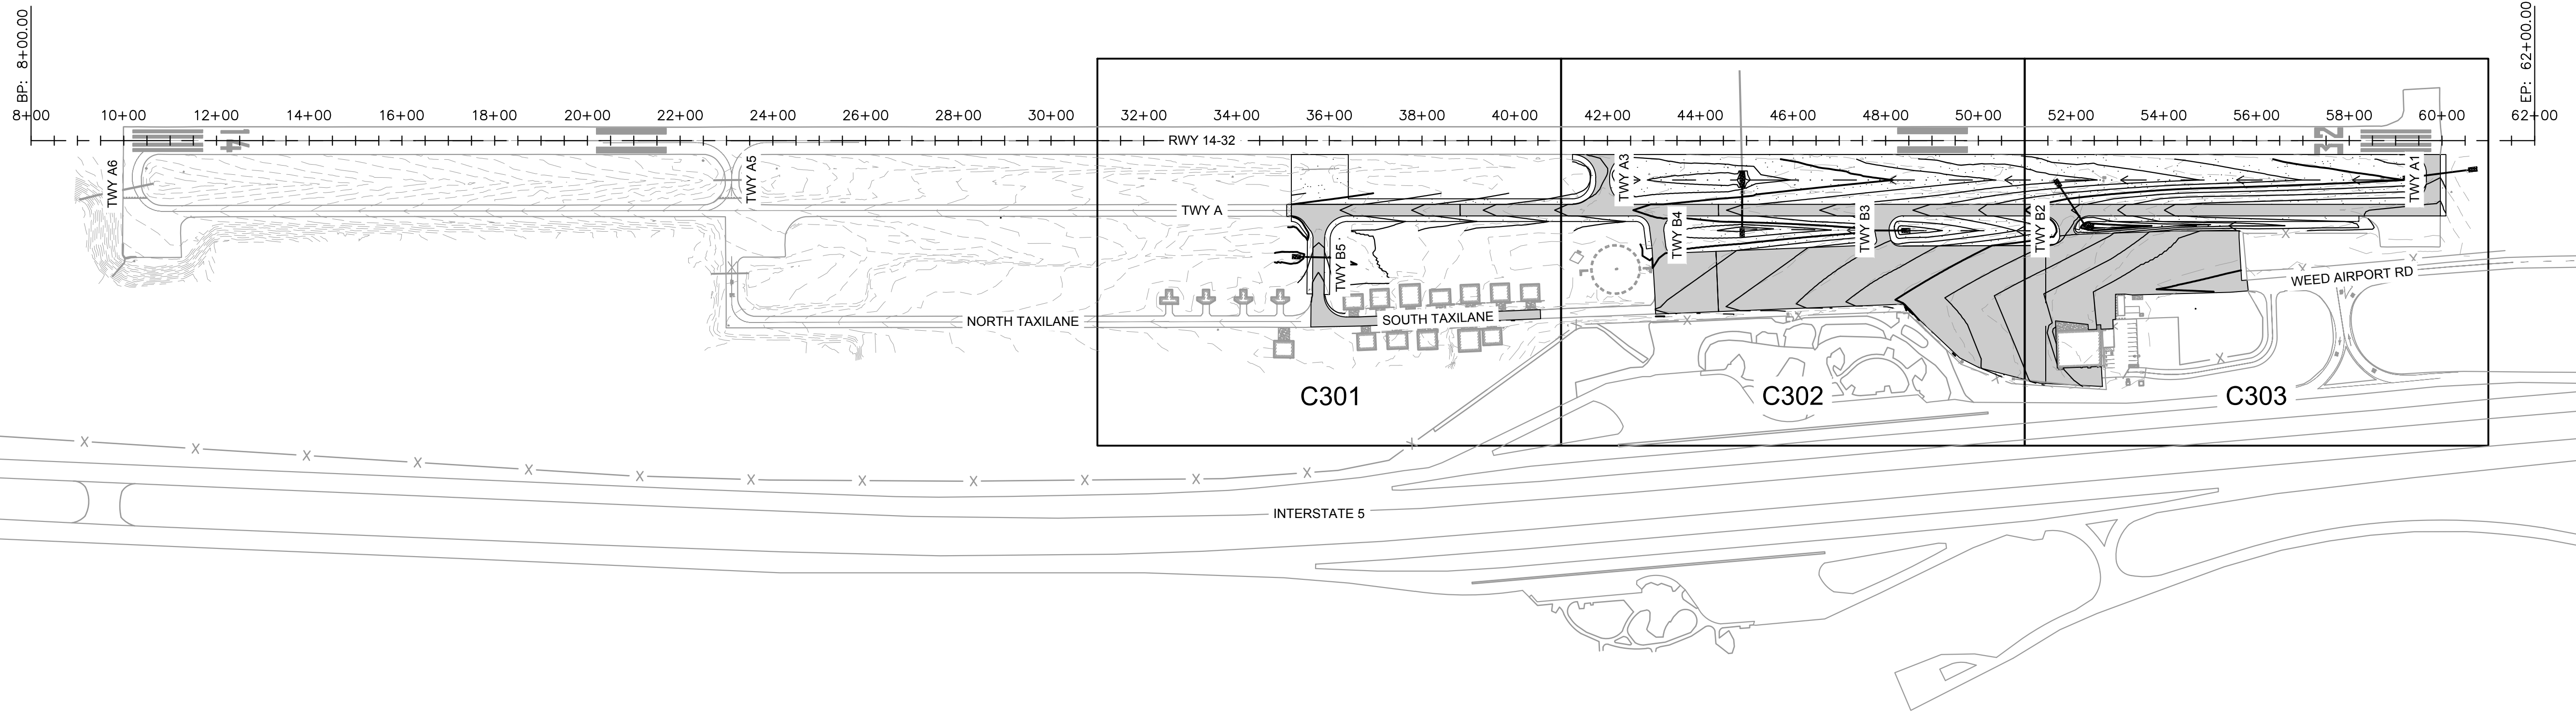 BP: 8+00.00
EP: 62+00.00
8+00 10+00 12+00 14+00 16+00 18+00 20+00 22+00 24+00 26+00 28+00 30+00 32+00 34+00 36+00 38+00 40+00 42+00 44+00 46+00 48+00 50+00 52+00 54+00 56+00 58+00 60+00 62+00
14
RWY 14-32
32
TWY A6
TWY A5
TWY A3
TWY A1
TWY A
TWY B5
TWY B4
TWY B3
TWY B2
WEED AIRPORT RD
NORTH TAXILANE
SOUTH TAXILANE
C301
C302
C303
X X X X X X X X X X X X X
INTERSTATE 5